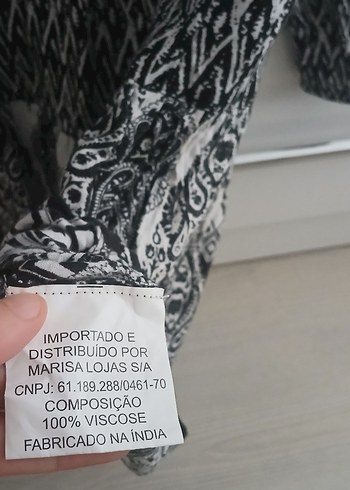 IMPORTADO E
DISTRIBUÍDO POR
MARISA LOJAS S/A
CNPJ: 61.189.288/0461-70
COMPOSIÇÃO
100% VISCOSE
FABRICADO NA ÍNDIA